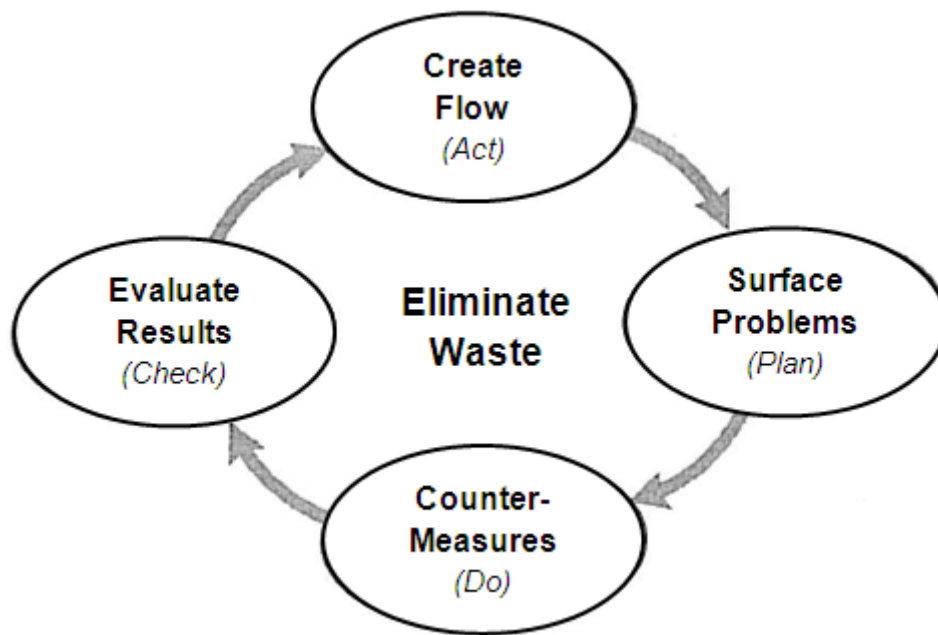 Create
Flow
(Act)
Surface
Problems
(Plan)
Counter-
Measures
(Do)
Evaluate
Results
(Check)
Eliminate
Waste